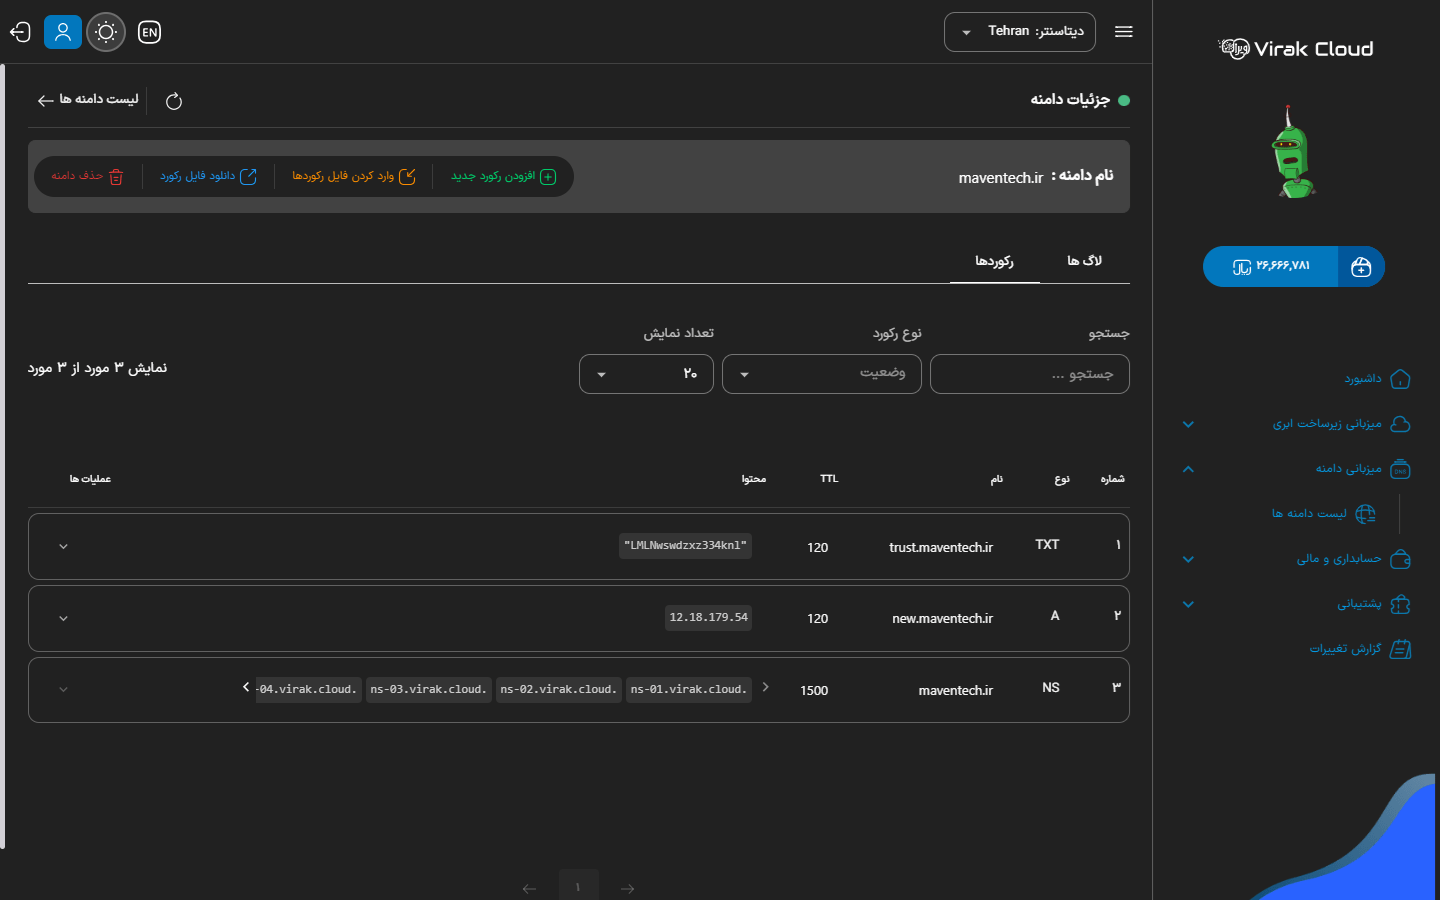 Virak Cloud
۲۶,۶۶۶,۷۸۱
داشبورد
میزبانی زیرساخت ابری
میزبانی دامنه
لیست دامنه ها
حسابداری و مالی
پشتیبانی
گزارش تغییرات
دیتاسنتر: Tehran
EN
جزئیات دامنه
لیست دامنه ها
نام دامنه : maventech.ir
افزودن رکورد جدید
وارد کردن فایل رکوردها
دانلود فایل رکورد
حذف دامنه
لاگ ها
رکوردها
جستجو
نوع رکورد
تعداد نمایش
جستجو ...
وضعیت
۲۰
نمایش ۳ مورد از ۳ مورد
شماره نوع نام TTL محتوا عملیات ها
۱ TXT trust.maventech.ir 120 "LMLNwswdzxz334knl"
۲ A new.maventech.ir 120 12.18.179.54
۳ NS maventech.ir 1500 ns-01.virak.cloud. ns-02.virak.cloud. ns-03.virak.cloud. -04.virak.cloud.
۱